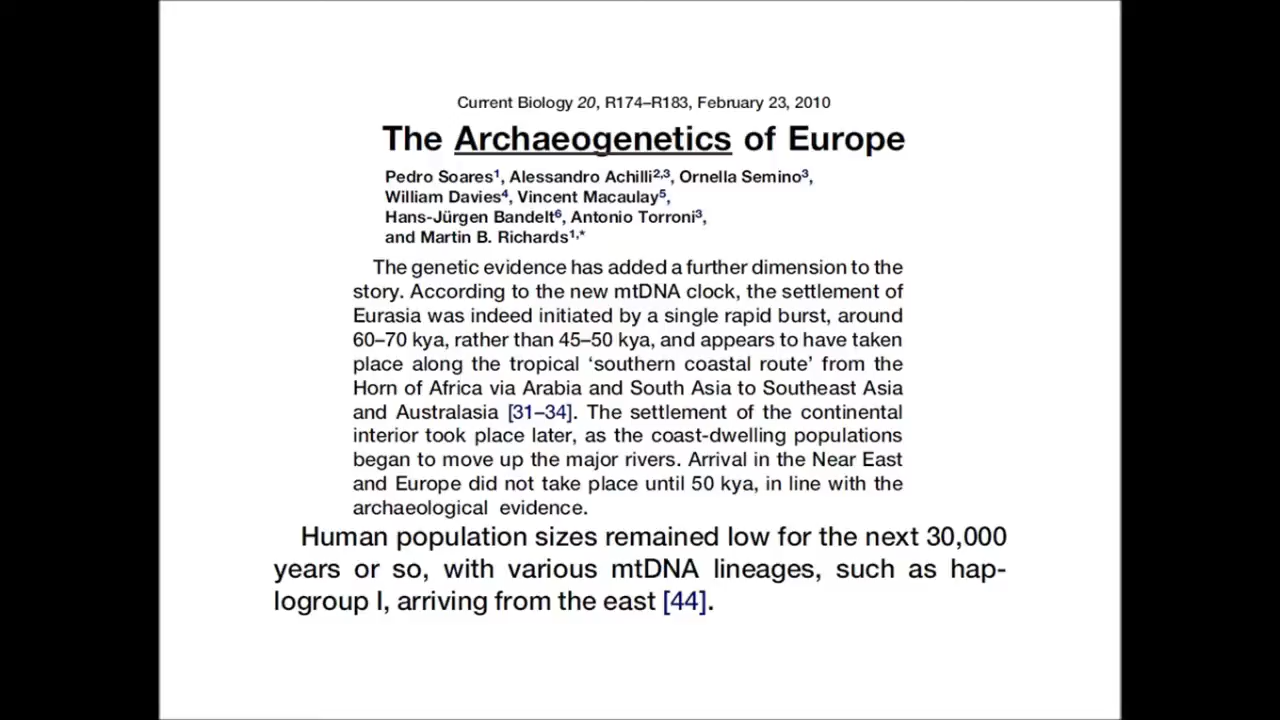 Current Biology 20, R174–R183, February 23, 2010
The Archaeogenetics of Europe
Pedro Soares1, Alessandro Achilli2,3, Ornella Semino3,
William Davies4, Vincent Macaulay5,
Hans-Jürgen Bandelt6, Antonio Torroni3,
and Martin B. Richards1,*
The genetic evidence has added a further dimension to the
story. According to the new mtDNA clock, the settlement of
Eurasia was indeed initiated by a single rapid burst, around
60–70 kya, rather than 45–50 kya, and appears to have taken
place along the tropical ‘southern coastal route’ from the
Horn of Africa via Arabia and South Asia to Southeast Asia
and Australasia [31–34]. The settlement of the continental
interior took place later, as the coast-dwelling populations
began to move up the major rivers. Arrival in the Near East
and Europe did not take place until 50 kya, in line with the
archaeological evidence.
Human population sizes remained low for the next 30,000
years or so, with various mtDNA lineages, such as hap-
logroup I, arriving from the east [44].